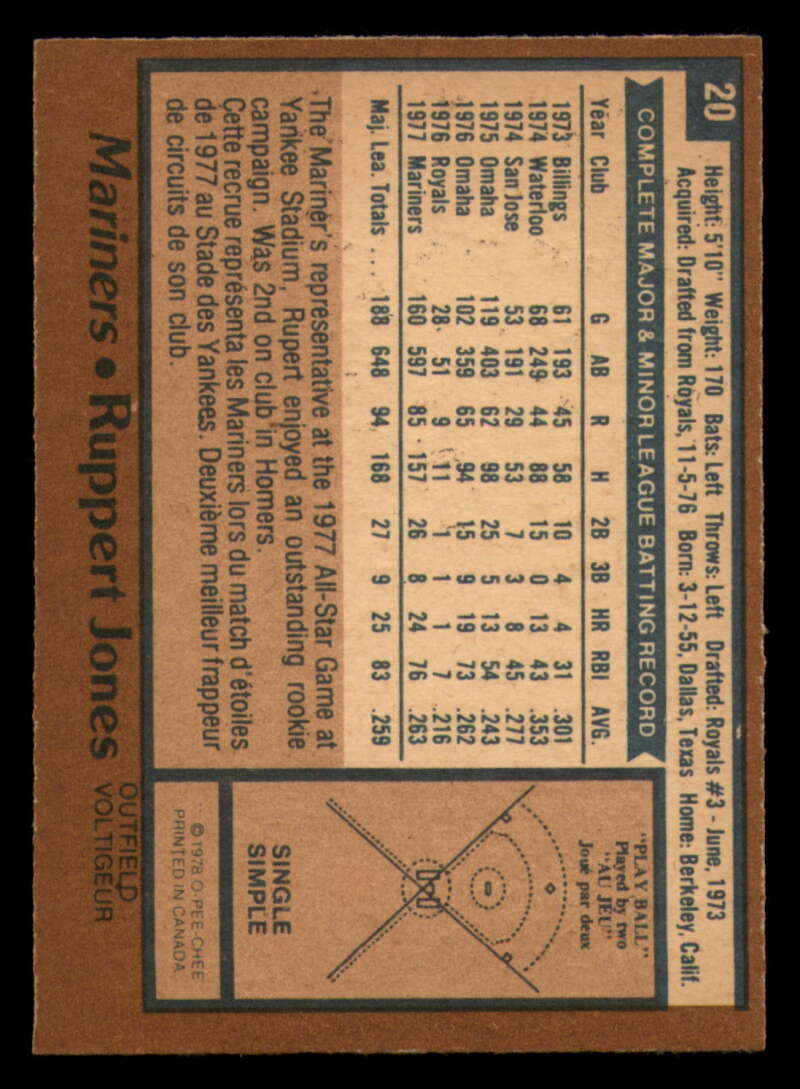 20
Height: 5'10" Weight: 170 Bats: Left Throws: Left Drafted: Royals #3 - June, 1973
Acquired: Drafted from Royals, 11-5-76 Born: 3-12-55, Dallas, Texas Home: Berkeley, Calif.
COMPLETE MAJOR & MINOR LEAGUE BATTING RECORD
Year Club G AB R H 2B 3B HR RBI AVG.
1973 Billings 61 193 45 58 10 4 4 31 .301
1974 Waterloo 68 249 44 88 15 0 13 43 .353
1974 San Jose 53 191 29 53 7 3 8 45 .277
1975 Omaha 119 403 62 98 25 5 13 54 .243
1976 Omaha 102 359 65 94 15 9 19 73 .262
1976 Royals 28 51 9 11 1 1 1 7 .216
1977 Mariners 160 597 85 157 26 8 24 76 .263
Maj. Lea. Totals .... 188 648 94 168 27 9 25 83 .259
The Mariner's representative at the 1977 All-Star Game at
Yankee Stadium, Rupert enjoyed an outstanding rookie
campaign. Was 2nd on club in Homers.
Cette recrue représenta les Mariners lors du match d'étoiles
de 1977 au Stade des Yankees. Deuxième meilleur frappeur
de circuits de son club.
"PLAY BALL"
Played by two
"AU JEU"
Joué par deux
SINGLE
SIMPLE
© 1978 O-PEE-CHEE
PRINTED IN CANADA
Mariners • Ruppert Jones
OUTFIELD
VOLTIGEUR